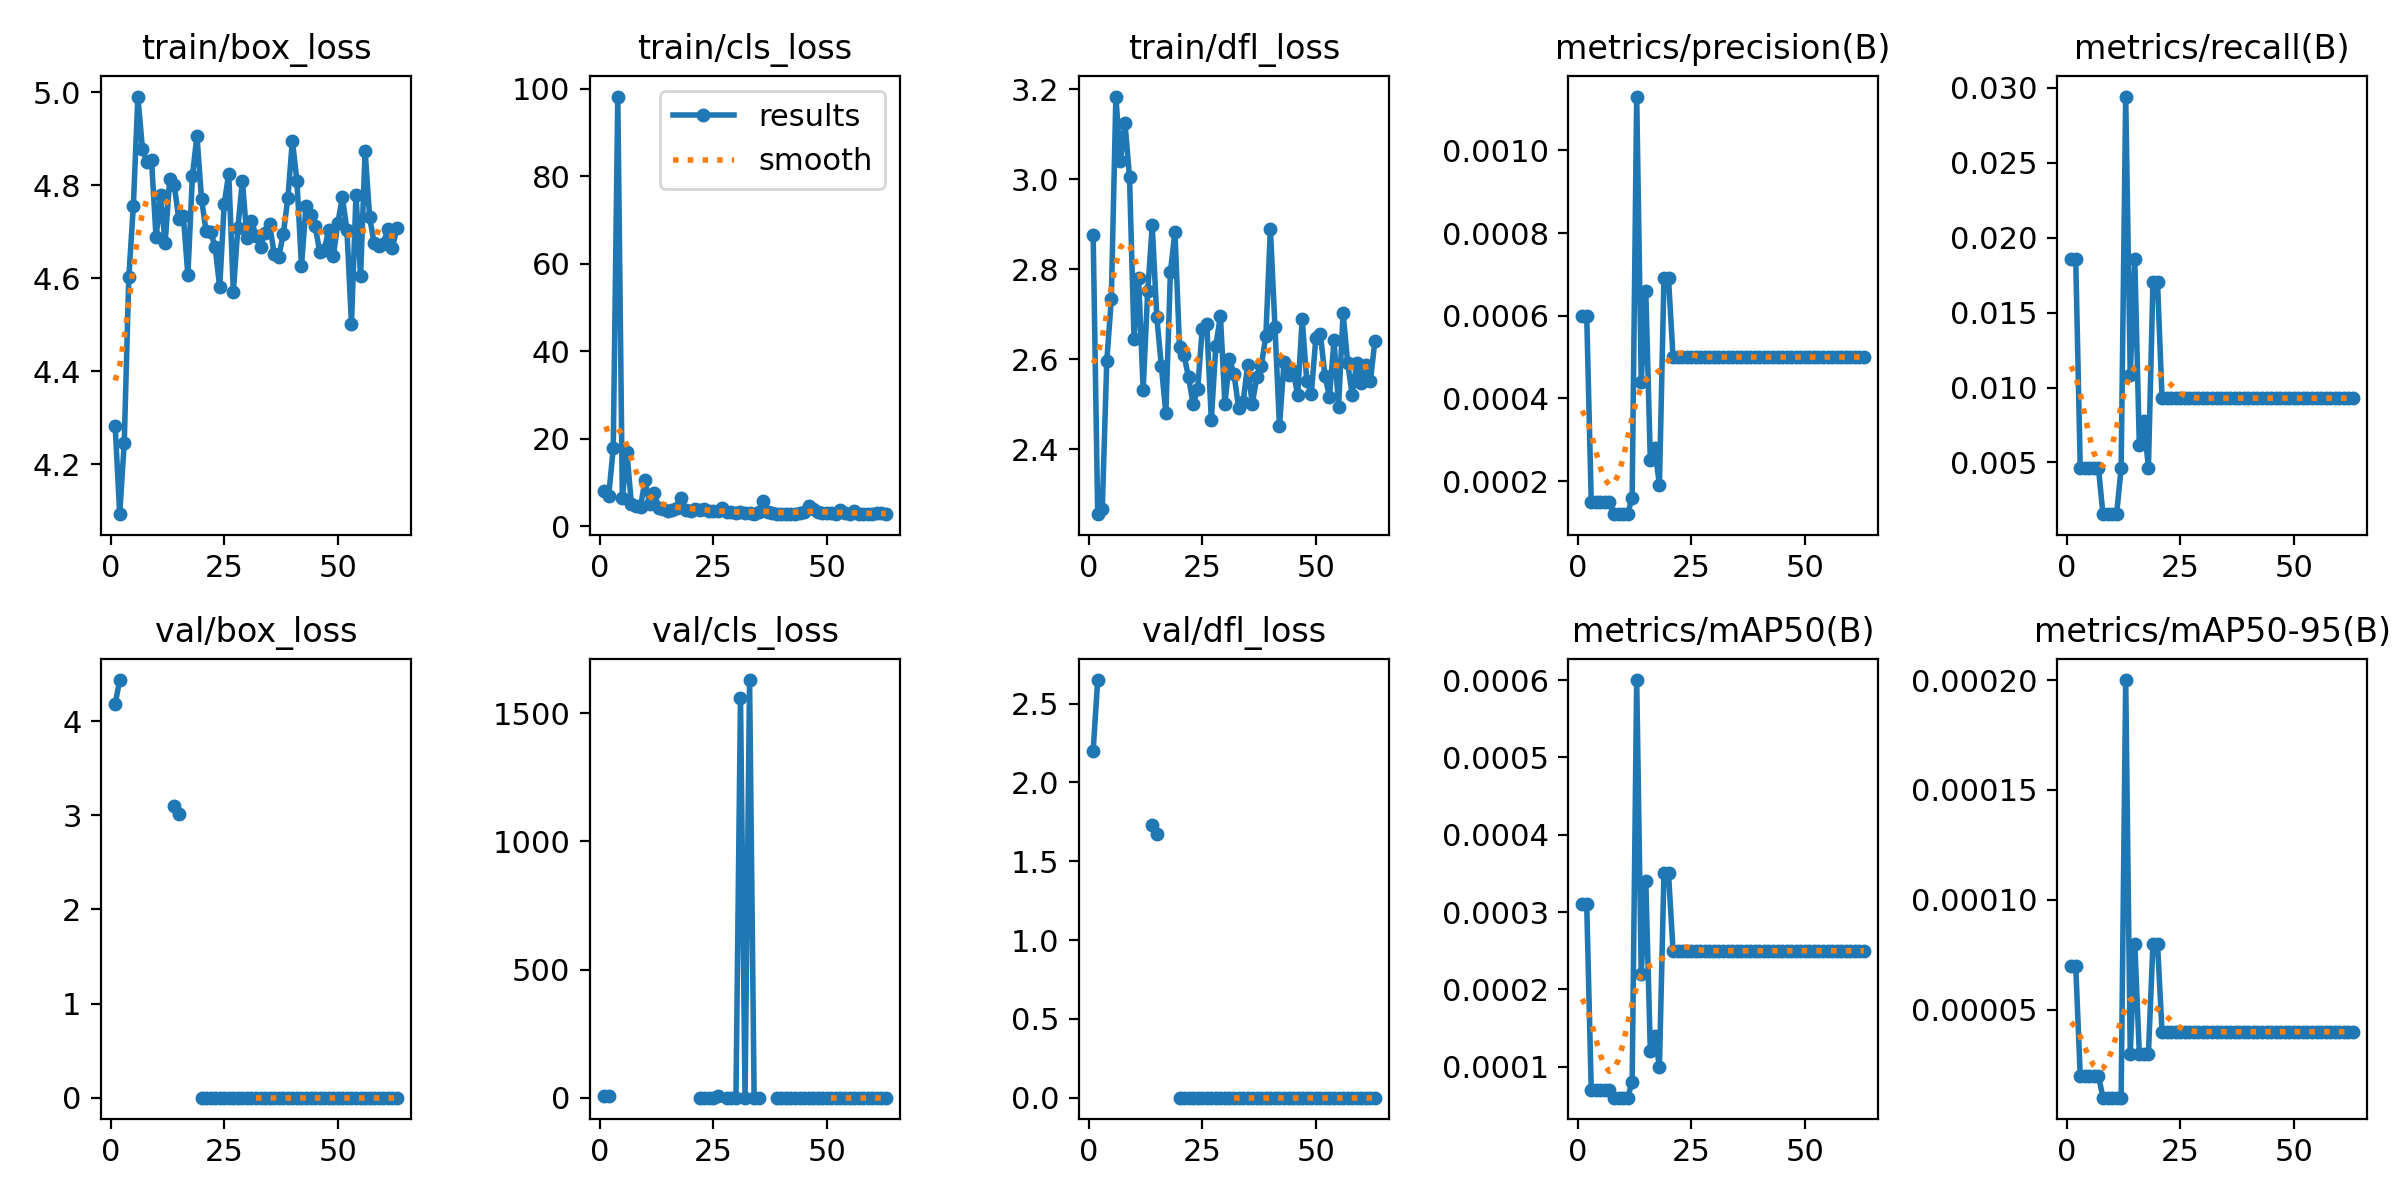 train/box_loss
5.0
4.8
4.6
4.4
4.2
0 25 50
train/cls_loss
results
smooth
100
80
60
40
20
0
0 25 50
train/dfl_loss
3.2
3.0
2.8
2.6
2.4
0 25 50
metrics/precision(B)
0.0010
0.0008
0.0006
0.0004
0.0002
0 25 50
metrics/recall(B)
0.030
0.025
0.020
0.015
0.010
0.005
0 25 50
val/box_loss
4
3
2
1
0
0 25 50
val/cls_loss
1500
1000
500
0
0 25 50
val/dfl_loss
2.5
2.0
1.5
1.0
0.5
0.0
0 25 50
metrics/mAP50(B)
0.0006
0.0005
0.0004
0.0003
0.0002
0.0001
0 25 50
metrics/mAP50-95(B)
0.00020
0.00015
0.00010
0.00005
0 25 50